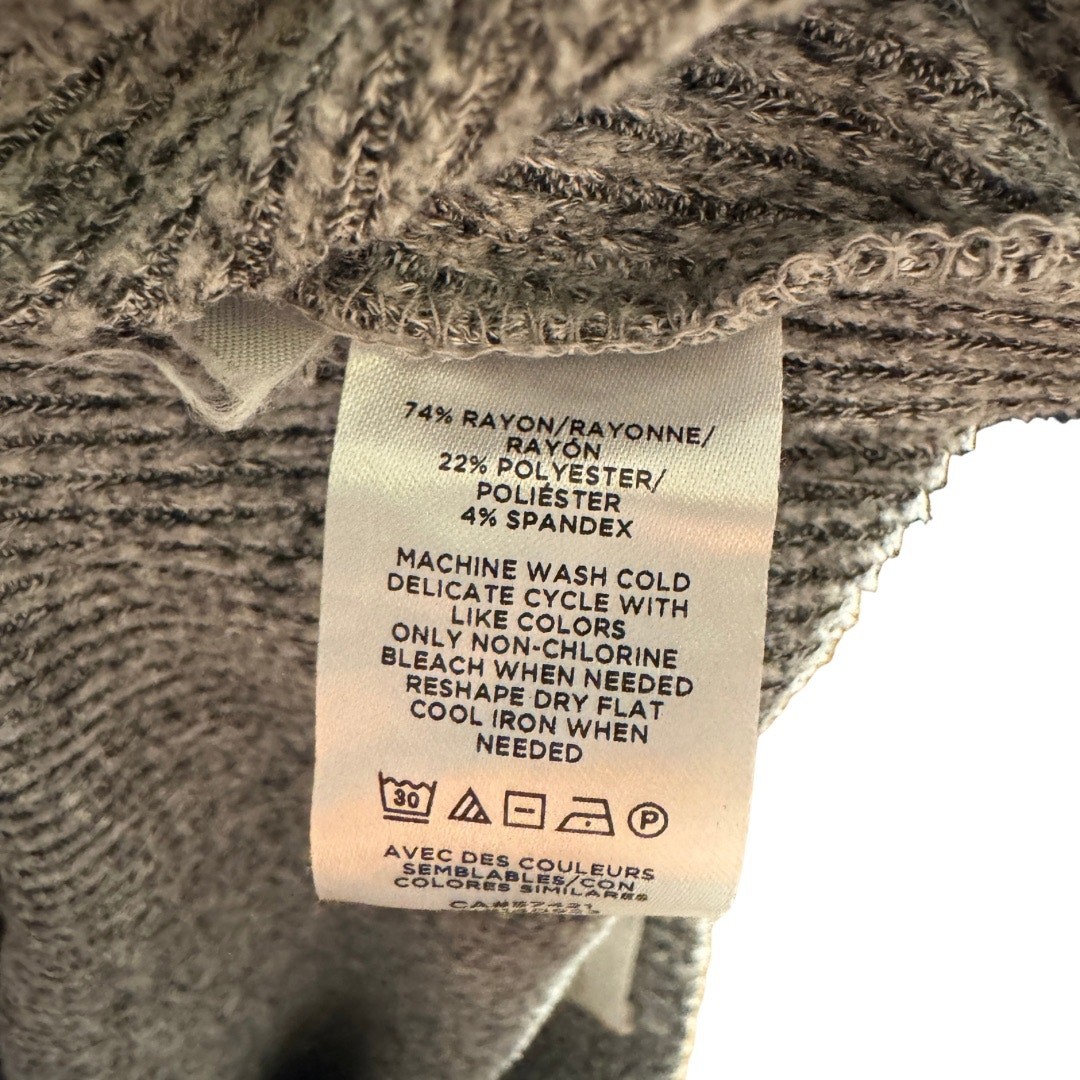 74% RAYON/RAYONNE/
RAYÓN
22% POLYESTER/
POLIÉSTER
4% SPANDEX
MACHINE WASH COLD
DELICATE CYCLE WITH
LIKE COLORS
ONLY NON-CHLORINE
BLEACH WHEN NEEDED
RESHAPE DRY FLAT
COOL IRON WHEN
NEEDED
30 P
AVEC DES COULEURS
SEMBLABLES/CON
COLORES SIMILARES